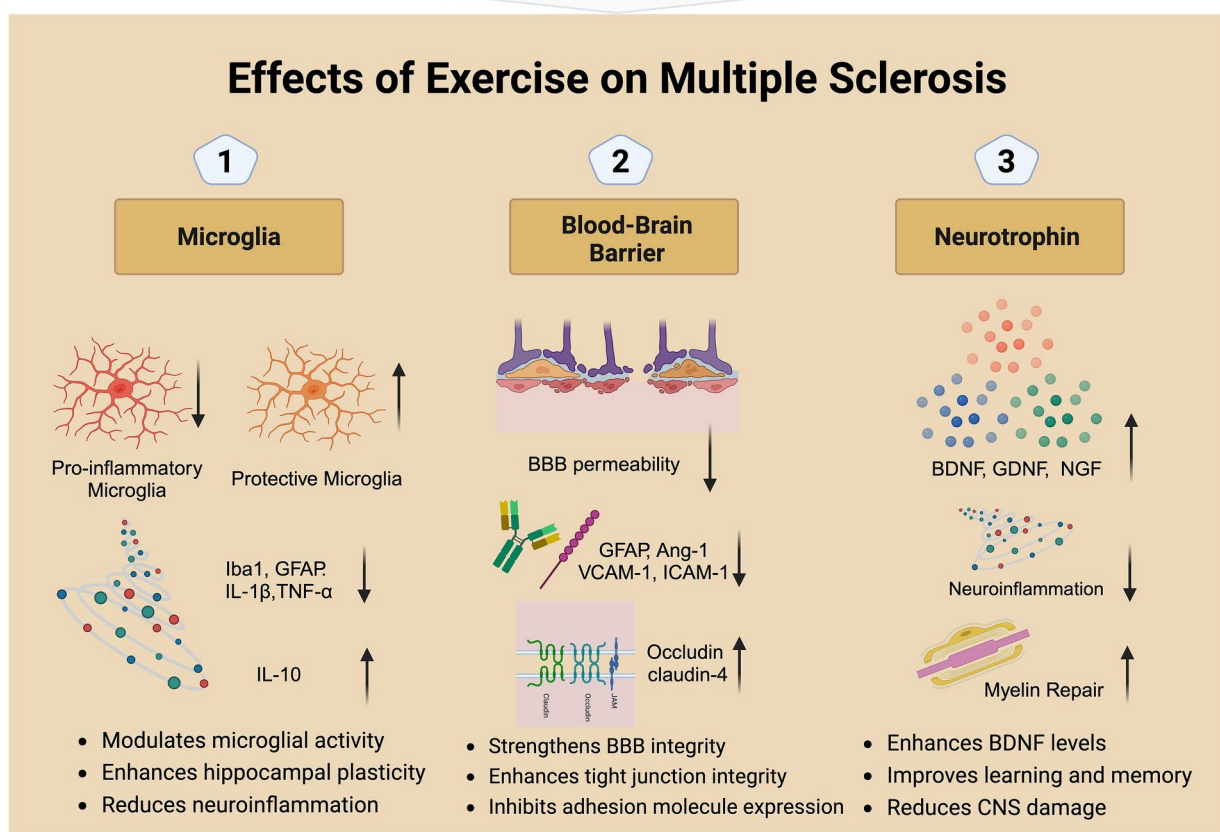 Effects of Exercise on Multiple Sclerosis
1
Microglia
Pro-inflammatory
Microglia
Protective Microglia
Iba1, GFAP.
IL-1β,TNF-α
IL-10
• Modulates microglial activity
• Enhances hippocampal plasticity
• Reduces neuroinflammation
2
Blood-Brain
Barrier
BBB permeability
GFAP, Ang-1
VCAM-1, ICAM-1
Claudin
Occludin
JAM
Occludin
claudin-4
• Strengthens BBB integrity
• Enhances tight junction integrity
• Inhibits adhesion molecule expression
3
Neurotrophin
BDNF, GDNF, NGF
Neuroinflammation
Myelin Repair
• Enhances BDNF levels
• Improves learning and memory
• Reduces CNS damage